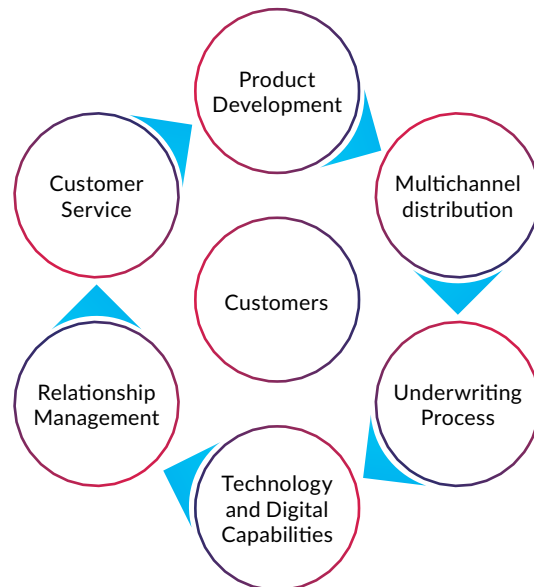 Product
Development
Multichannel
distribution
Underwriting
Process
Technology
and Digital
Capabilities
Relationship
Management
Customer
Service
Customers